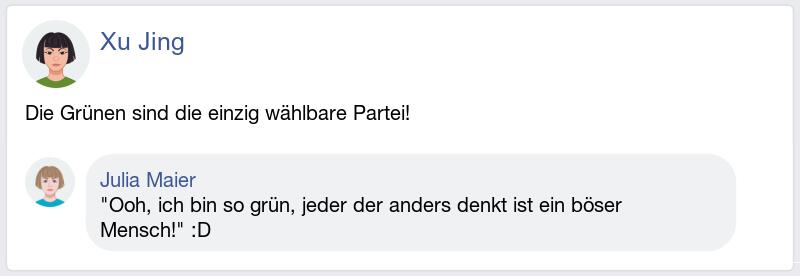 Xu Jing
Die Grünen sind die einzig wählbare Partei!
Julia Maier
"Ooh, ich bin so grün, jeder der anders denkt ist ein böser
Mensch!" :D